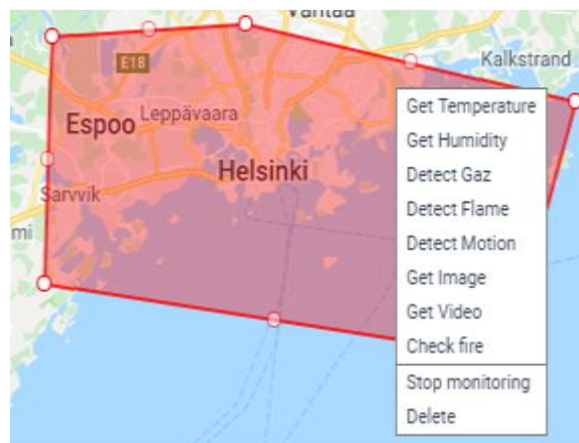 Vantaa
Kalkstrand
E18
Leppävaara
Espoo
Helsinki
Sarvvik
mi
Get Temperature
Get Humidity
Detect Gaz
Detect Flame
Detect Motion
Get Image
Get Video
Check fire
Stop monitoring
Delete